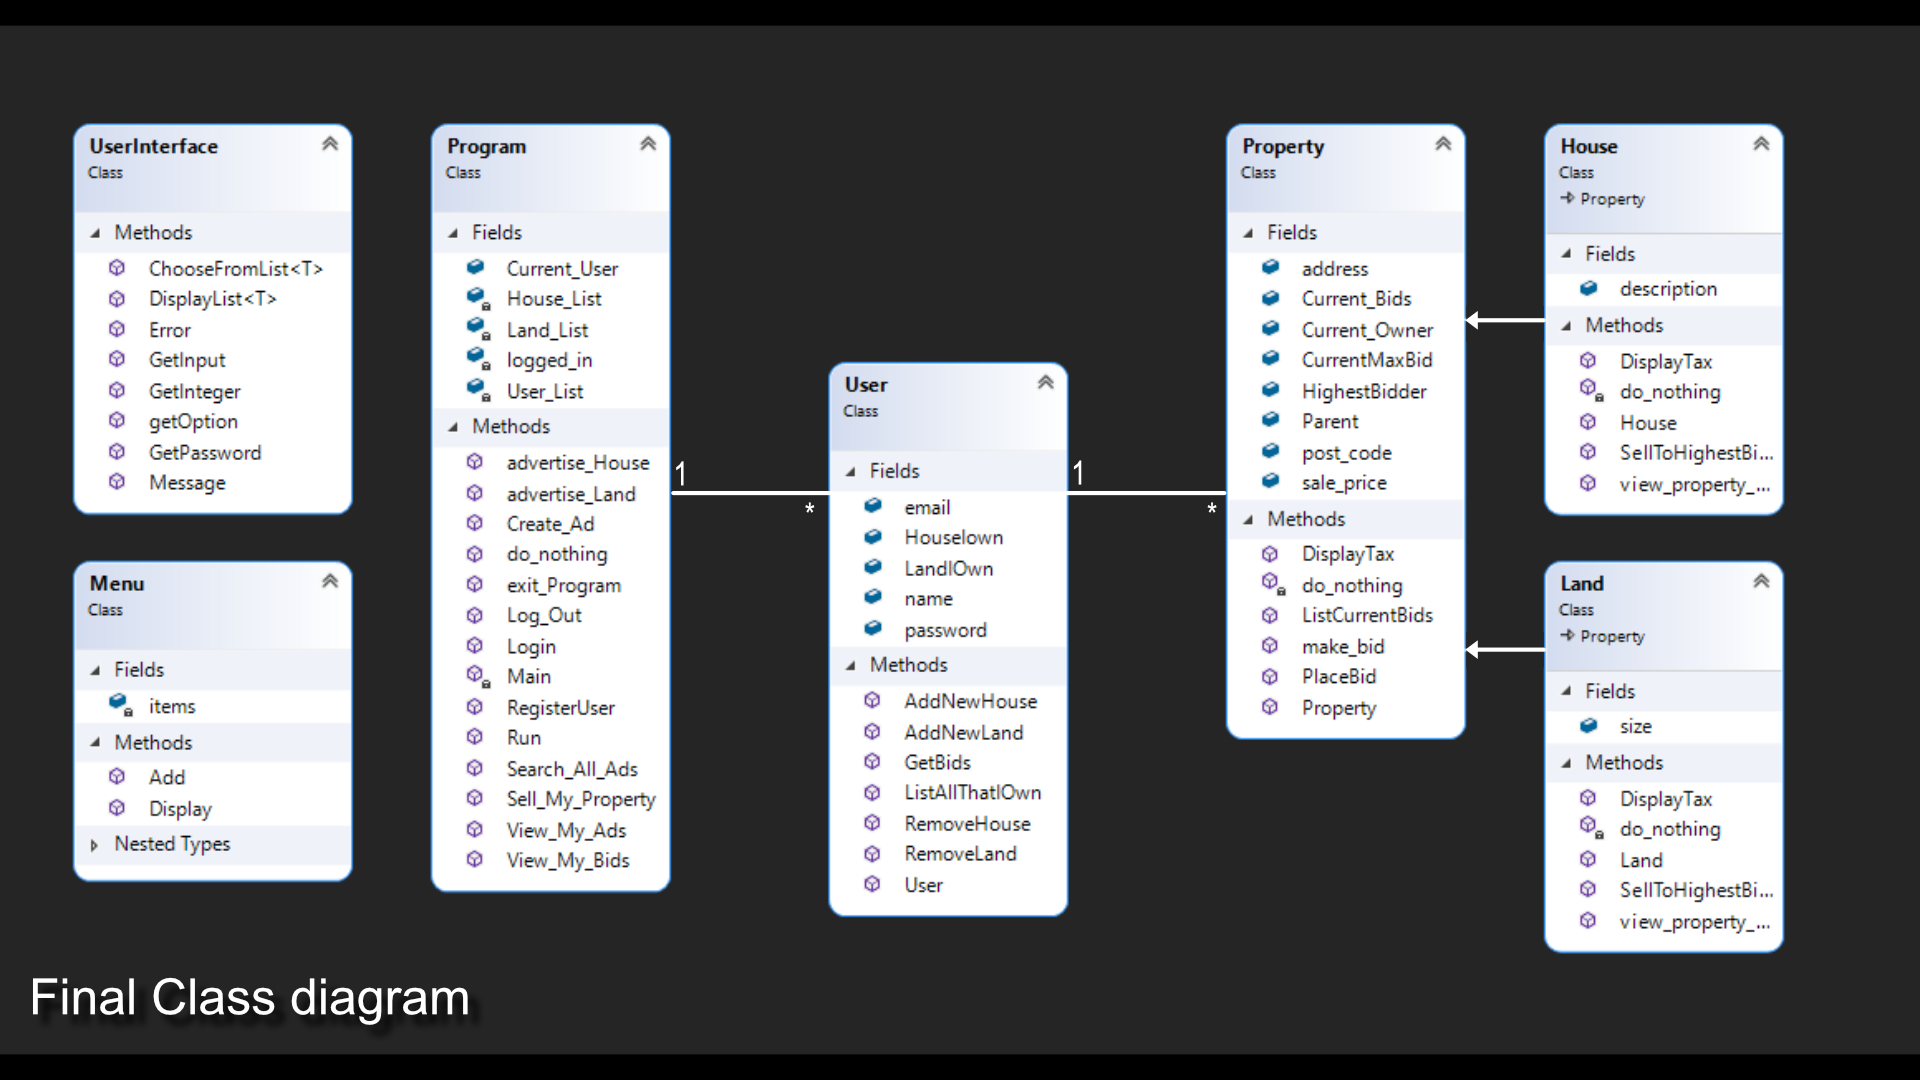 UserInterface
Class
Methods
ChooseFromList<T>
DisplayList<T>
Error
GetInput
GetInteger
getOption
GetPassword
Message
Menu
Class
Fields
items
Methods
Add
Display
Nested Types
Program
Class
Fields
Current_User
House_List
Land_List
logged_in
User_List
Methods
advertise_House
advertise_Land
Create_Ad
do_nothing
exit_Program
Log_Out
Login
Main
RegisterUser
Run
Search_All_Ads
Sell_My_Property
View_My_Ads
View_My_Bids
1
*
User
Class
Fields
email
HouseIown
LandIOwn
name
password
Methods
AddNewHouse
AddNewLand
GetBids
ListAllThatIOwn
RemoveHouse
RemoveLand
User
1
*
Property
Class
Fields
address
Current_Bids
Current_Owner
CurrentMaxBid
HighestBidder
Parent
post_code
sale_price
Methods
DisplayTax
do_nothing
ListCurrentBids
make_bid
PlaceBid
Property
House
Class
Property
Fields
description
Methods
DisplayTax
do_nothing
House
SellToHighestBi...
view_property_...
Land
Class
Property
Fields
size
Methods
DisplayTax
do_nothing
Land
SellToHighestBi...
view_property_...
Final Class diagram